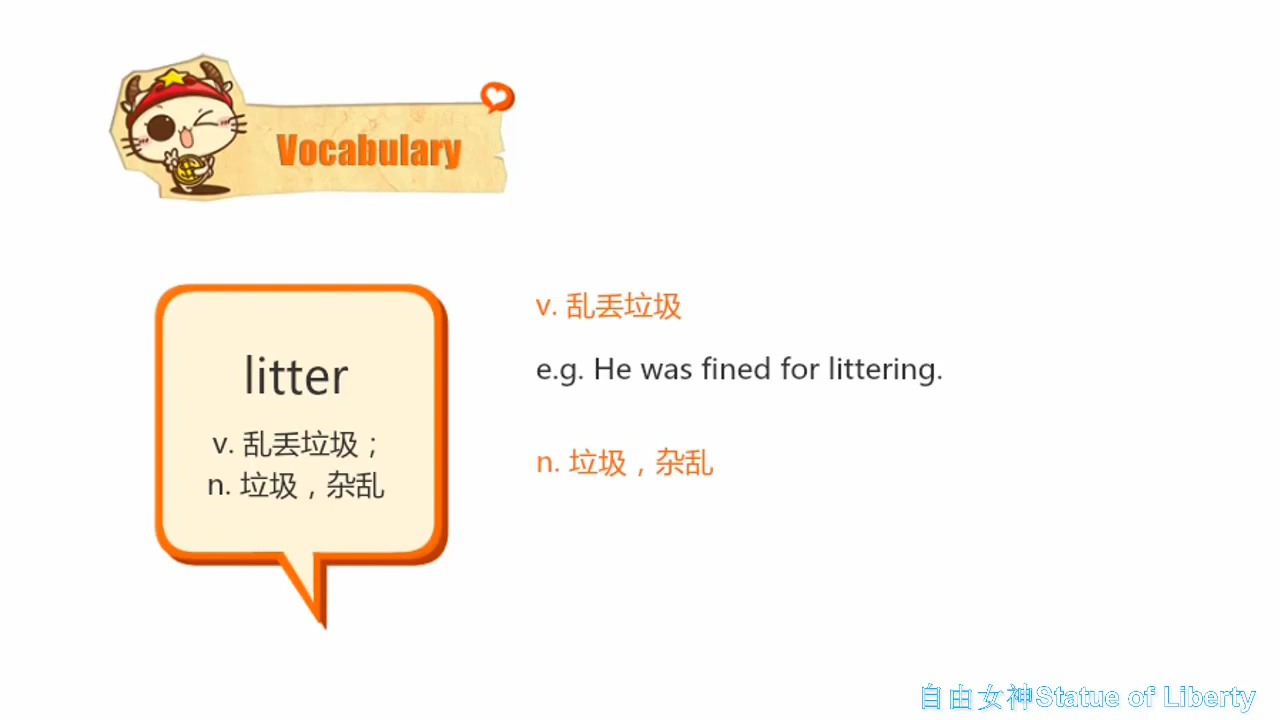 Vocabulary
litter
v. 乱丢垃圾；
n. 垃圾，杂乱
v. 乱丢垃圾
e.g. He was fined for littering.
n. 垃圾，杂乱
自由女神Statue of Liberty